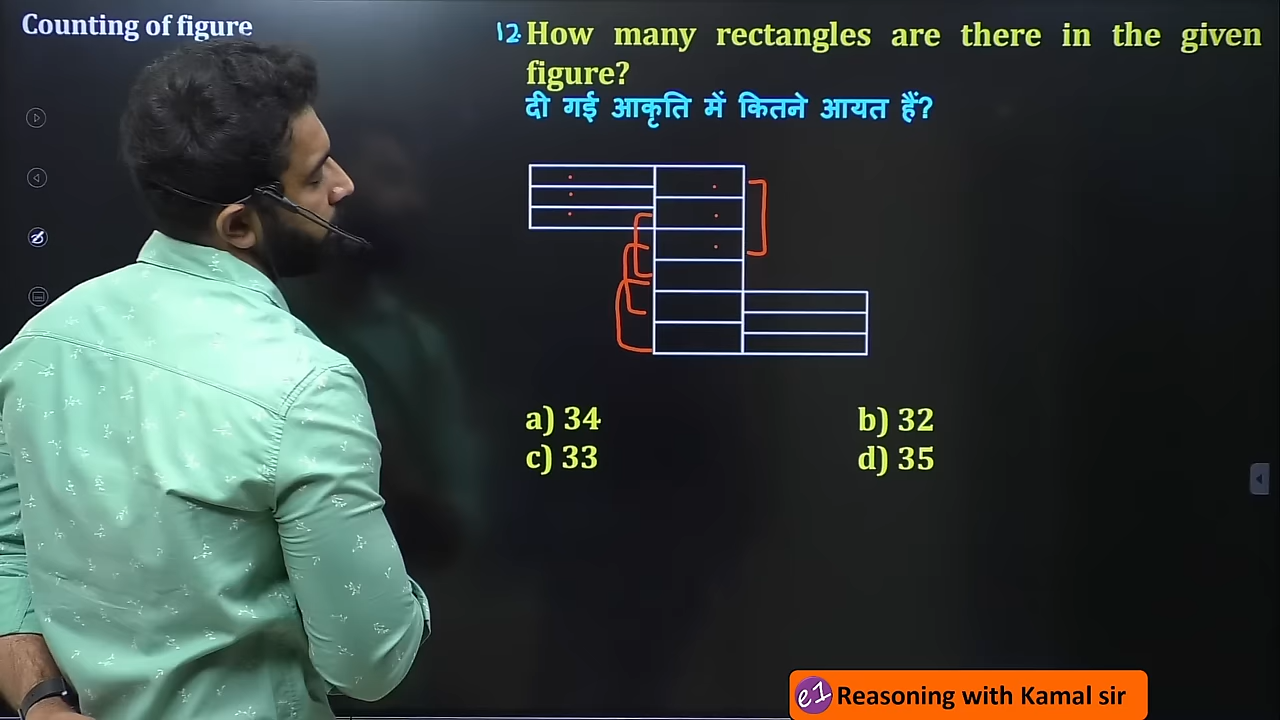 Counting of figure
12. How many rectangles are there in the given
figure?
दी गई आकृति में कितने आयत हैं?
a) 34
b) 32
c) 33
d) 35
e1 Reasoning with Kamal sir